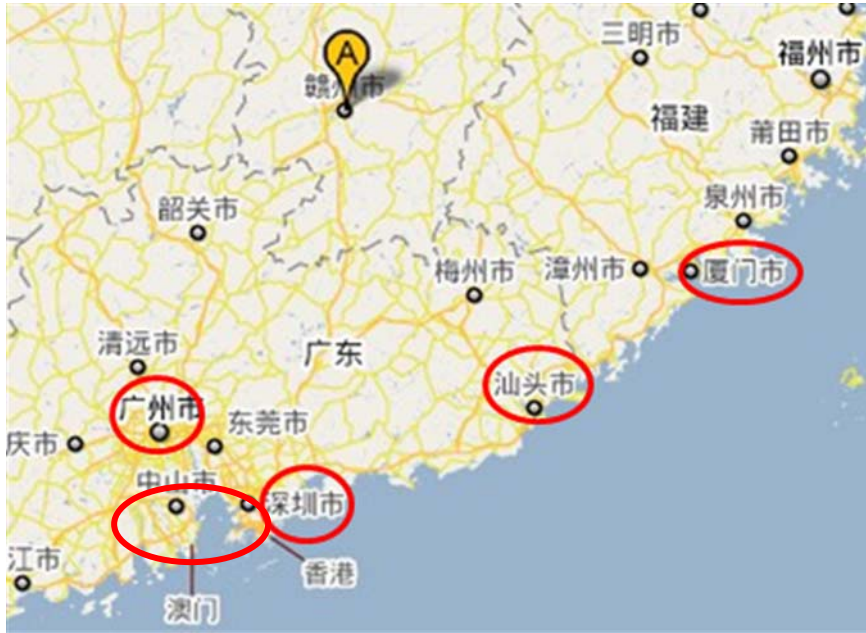 A
三明市
福州市
赣州市
福建
莆田市
韶关市
泉州市
梅州市
漳州市
厦门市
清远市
广东
汕头市
广州市
东莞市
庆市
中山市
深圳市
江市
香港
澳门